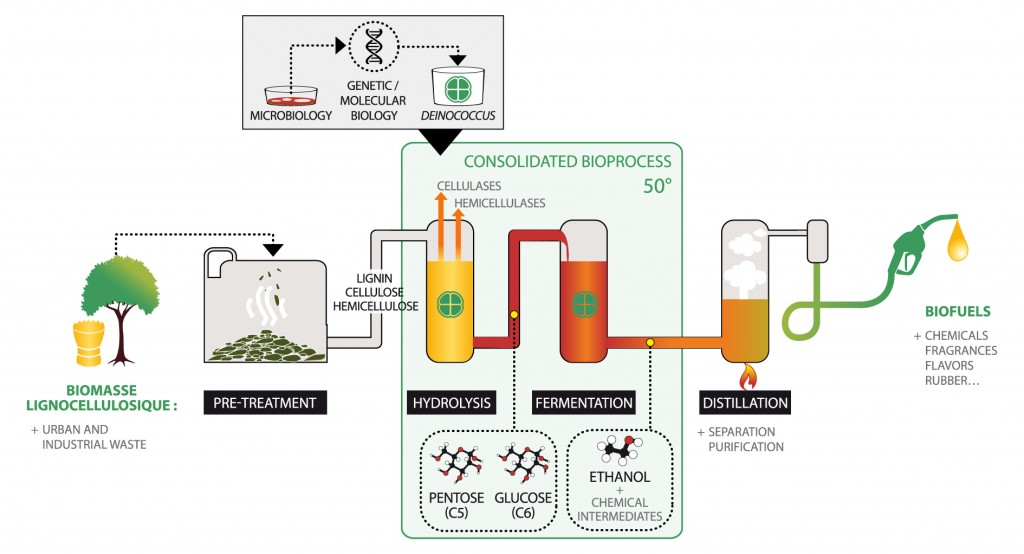 MICROBIOLOGY
GENETIC /
MOLECULAR
BIOLOGY
DEINOCOCCUS
CONSOLIDATED BIOPROCESS
50°
CELLULASES
HEMICELLULASES
LIGNIN
CELLULOSE
HEMICELLULOSE
BIOMASSE
LIGNOCELLULOSIQUE :
+ URBAN AND
INDUSTRIAL WASTE
PRE-TREATMENT
HYDROLYSIS
FERMENTATION
DISTILLATION
+ SEPARATION
PURIFICATION
BIOFUELS
+ CHEMICALS
FRAGRANCES
FLAVORS
RUBBER...
PENTOSE
(C5)
GLUCOSE
(C6)
ETHANOL
+
CHEMICAL
INTERMEDIATES